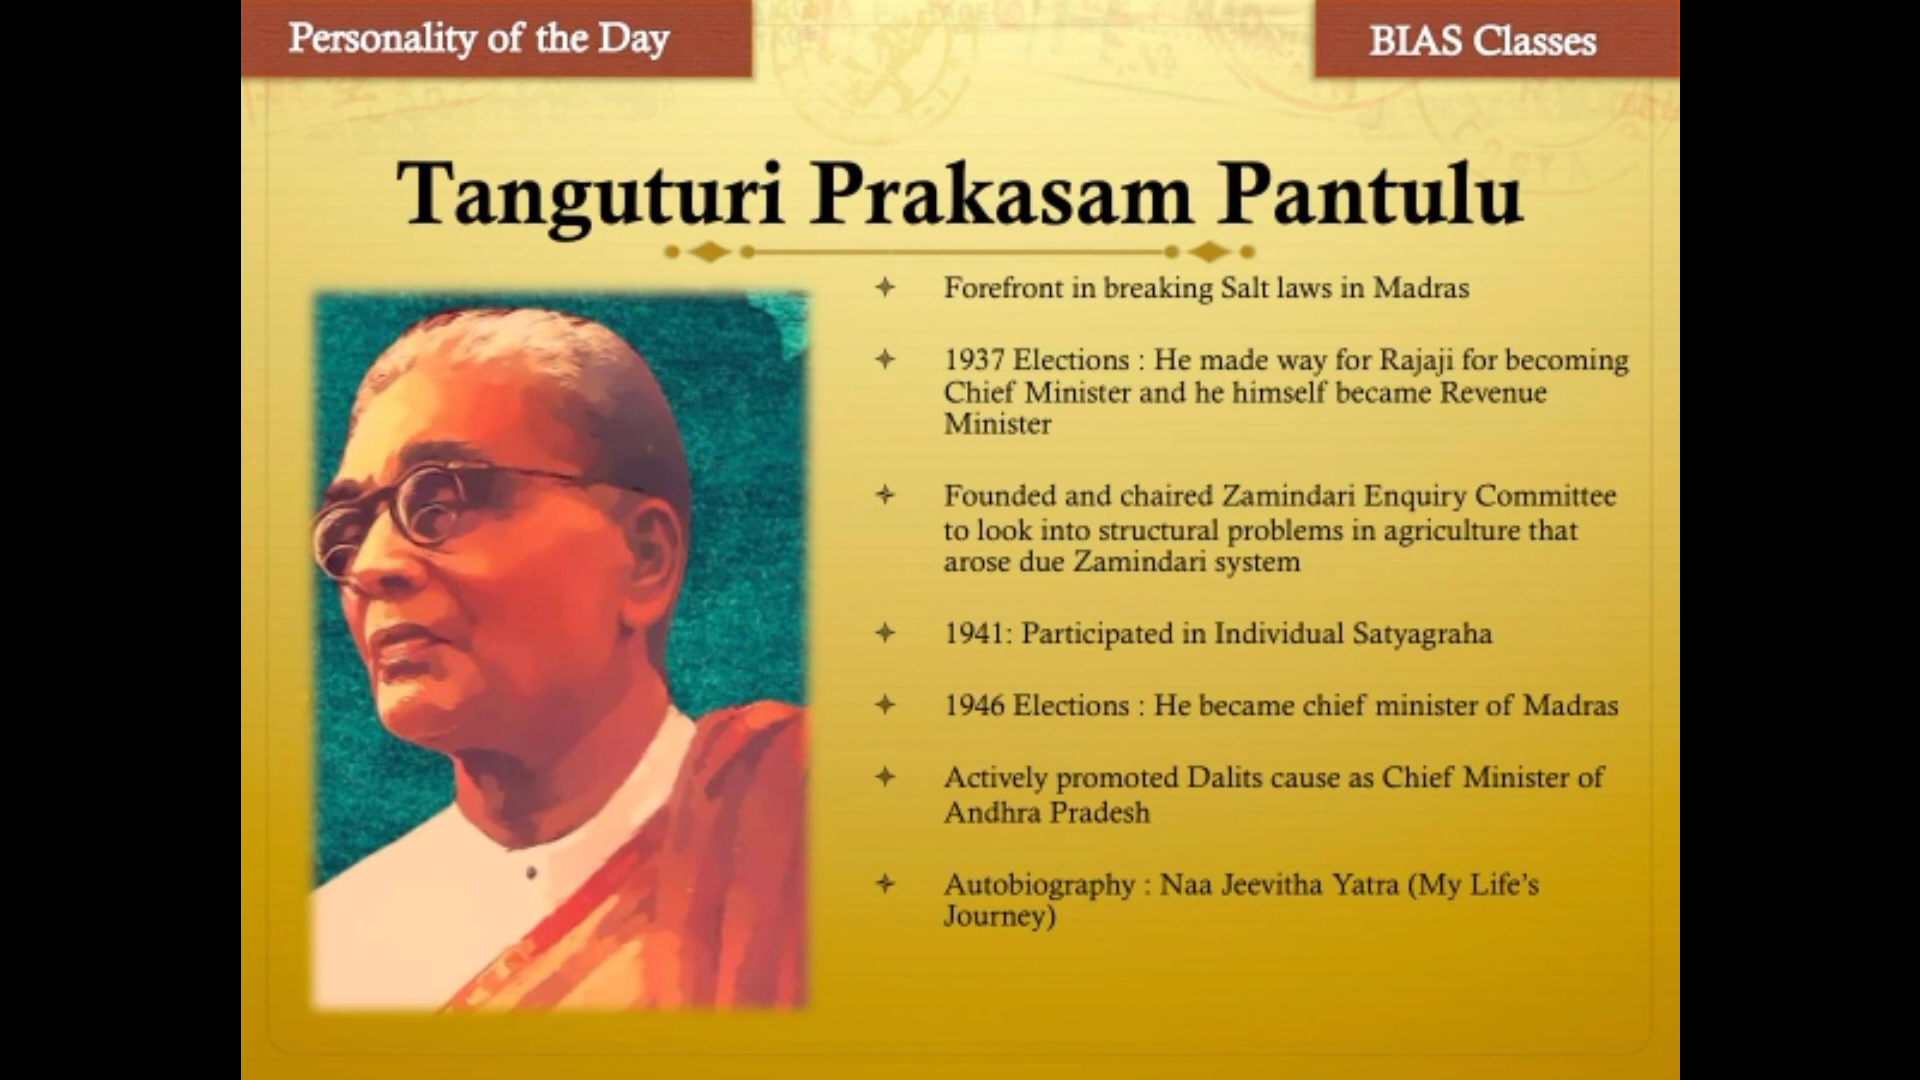 Personality of the Day
BIAS Classes
Tanguturi Prakasam Pantulu
Forefront in breaking Salt laws in Madras
1937 Elections : He made way for Rajaji for becoming
Chief Minister and he himself became Revenue
Minister
Founded and chaired Zamindari Enquiry Committee
to look into structural problems in agriculture that
arose due Zamindari system
1941: Participated in Individual Satyagraha
1946 Elections : He became chief minister of Madras
Actively promoted Dalits cause as Chief Minister of
Andhra Pradesh
Autobiography : Naa Jeevitha Yatra (My Life's
Journey)